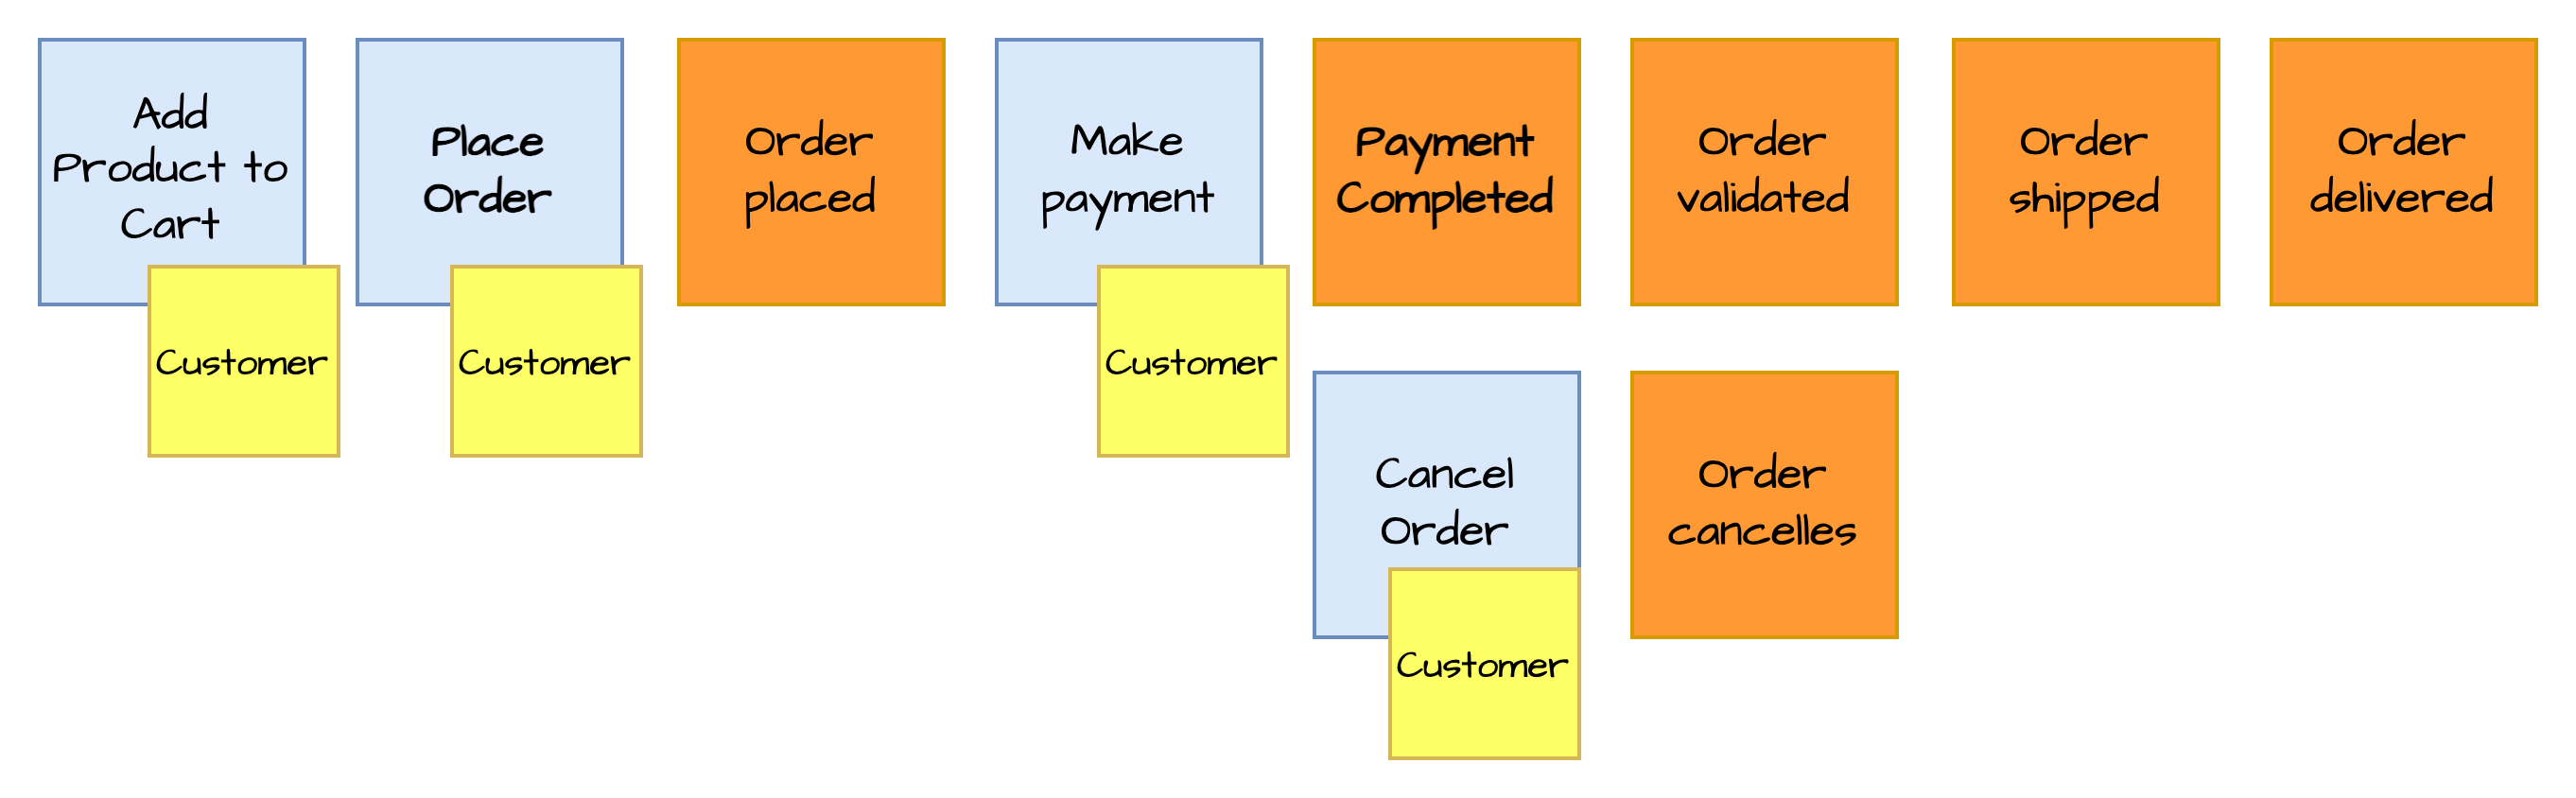 Add
Product to
Cart
Customer
Place
Order
Customer
Order
placed
Make
payment
Customer
Payment
Completed
Order
validated
Order
shipped
Order
delivered
Cancel
Order
Customer
Order
cancelles